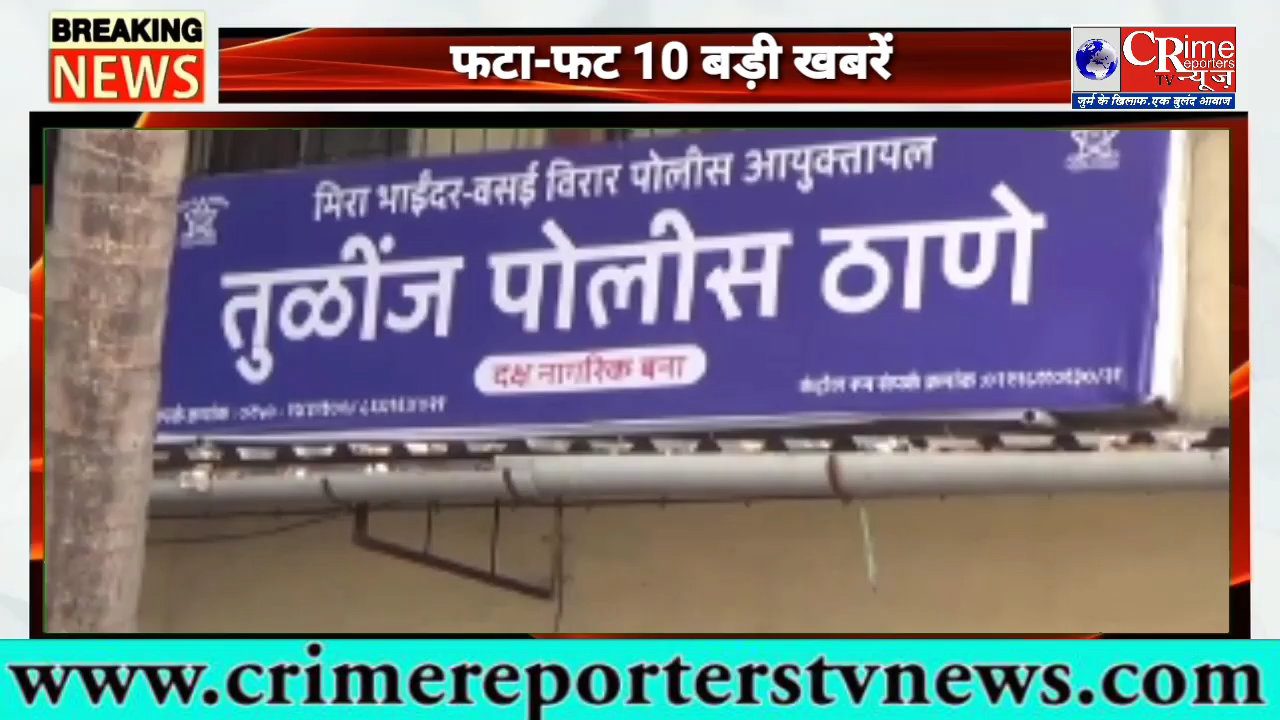 BREAKING
NEWS
फटा-फट 10 बड़ी खबरें
CRime
Reporters
TV न्यूज़
जुर्म के खिलाफ.एक बुलंद आवाज
मिरा भाईंदर-वसई विरार पोलीस आयुक्तायल
तुळींज पोलीस ठाणे
दक्ष नागरिक बना
www.crimereporterstvnews.com